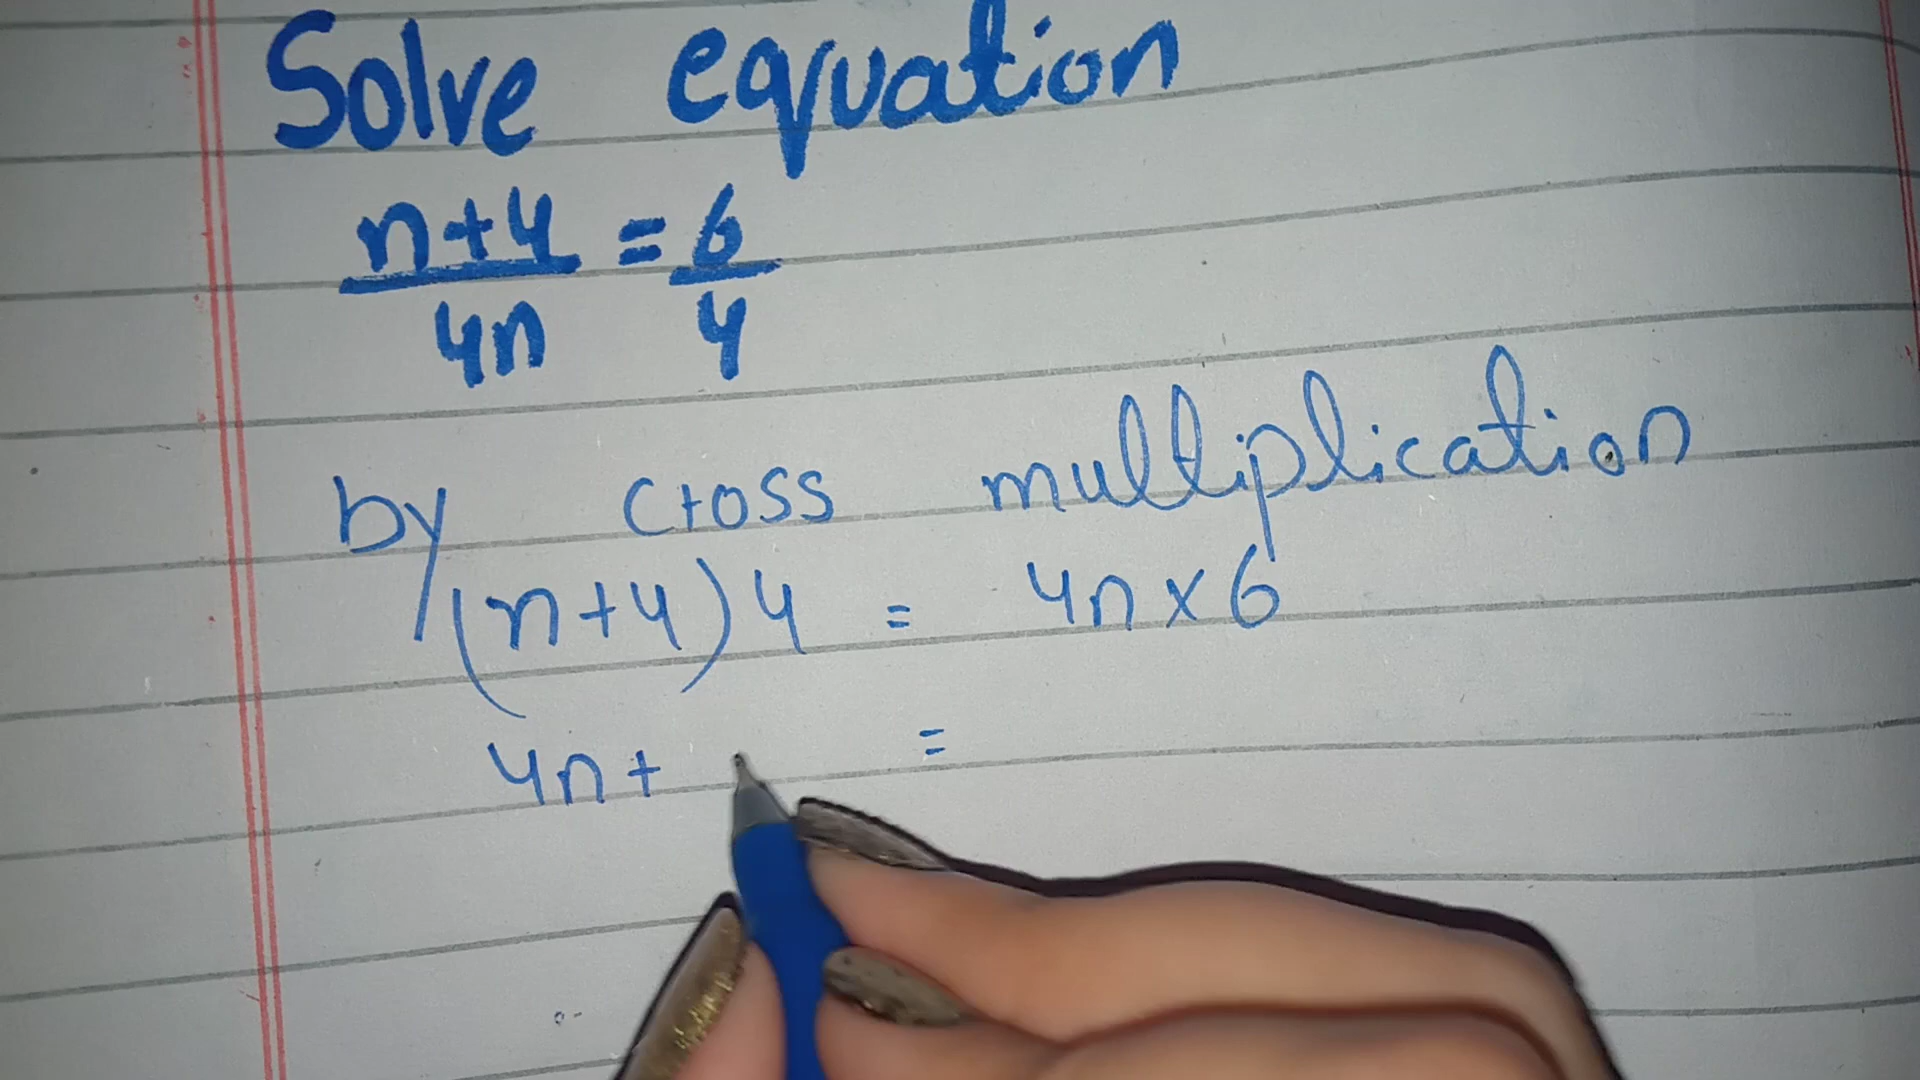 Solve equation
n+4 = 6
4n 4
by cross multiplication
(n+4)4 = 4n×6
4n+ =